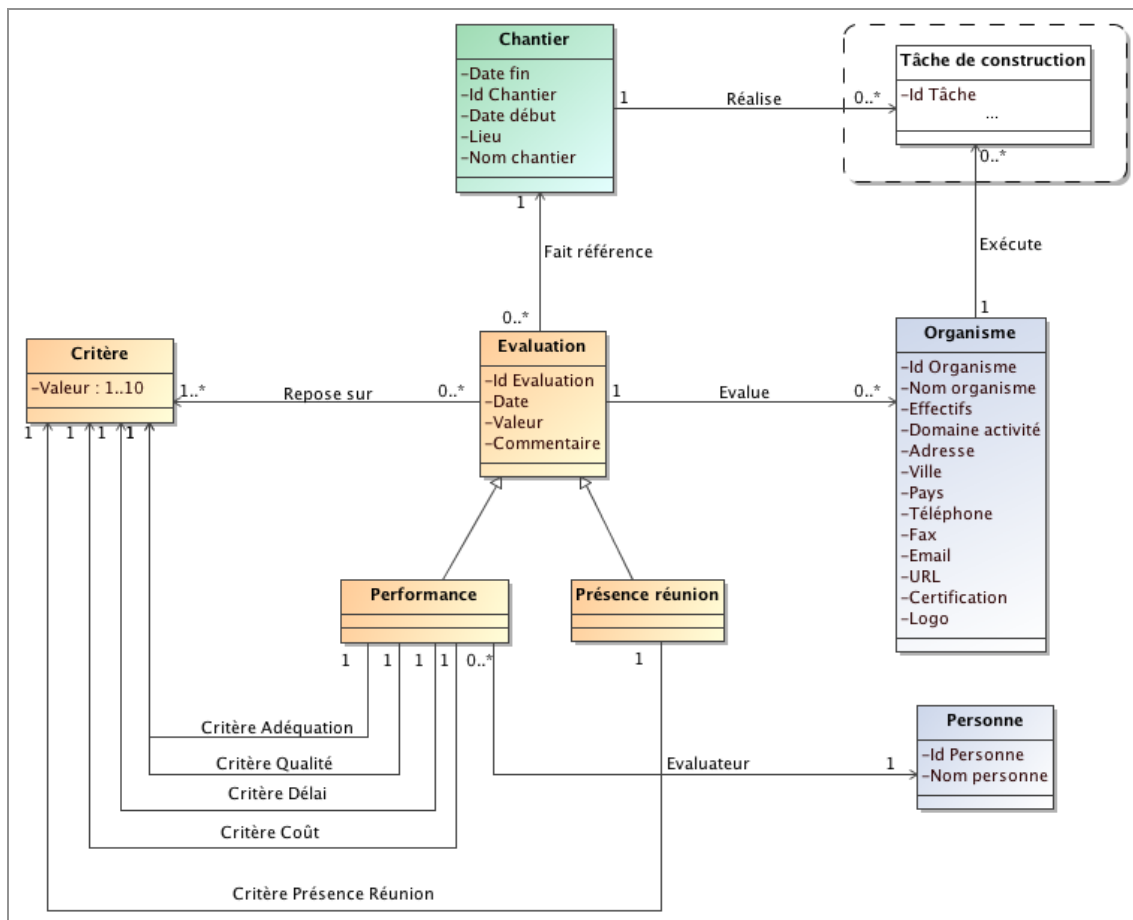 Chantier
-Date fin
-Id Chantier
-Date début
-Lieu
-Nom chantier
1
Réalise
0..*
Tâche de construction
-Id Tâche
...
0..*
1
Fait référence
0..*
Exécute
1
Critère
-Valeur : 1..10
1..*
Repose sur
0..*
Evaluation
-Id Evaluation
-Date
-Valeur
-Commentaire
1
Evalue
0..*
Organisme
-Id Organisme
-Nom organisme
-Effectifs
-Domaine activité
-Adresse
-Ville
-Pays
-Téléphone
-Fax
-Email
-URL
-Certification
-Logo
1 1 1 1
Performance
Présence réunion
1 1 1 1 0..*
1
Critère Adéquation
Critère Qualité
Critère Délai
Critère Coût
Critère Présence Réunion
Evaluateur
1
Personne
-Id Personne
-Nom personne